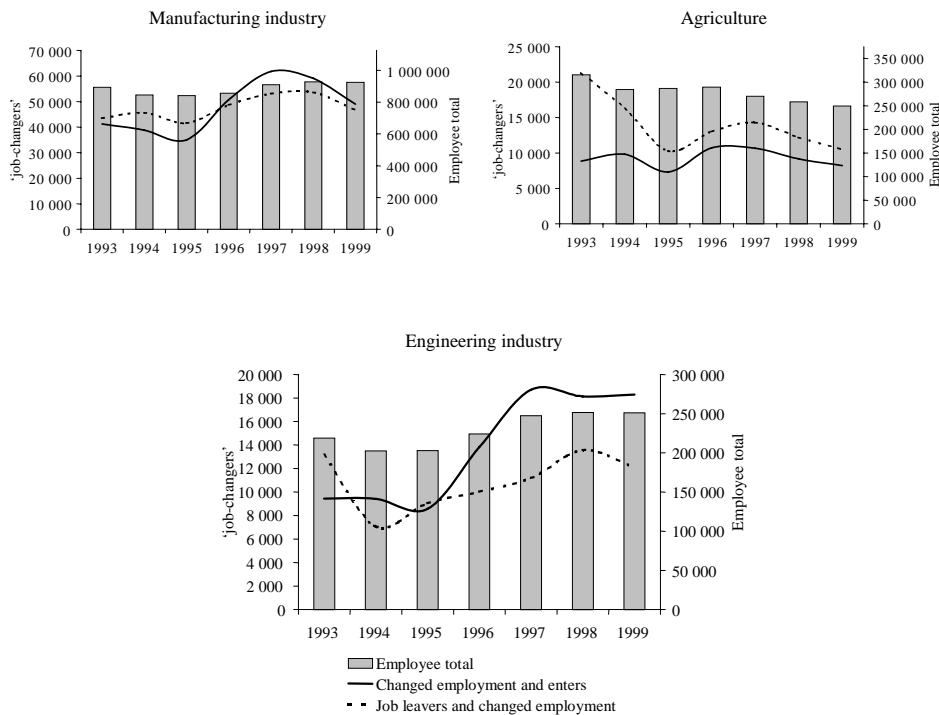 Manufacturing industry
70 000
60 000
50 000
40 000
30 000
20 000
10 000
0
'job-changers'
1 000 000
800 000
600 000
400 000
200 000
0
Employee total
1993 1994 1995 1996 1997 1998 1999
Agriculture
25 000
20 000
15 000
10 000
5 000
0
'job-changers'
350 000
300 000
250 000
200 000
150 000
100 000
50 000
0
Employee total
1993 1994 1995 1996 1997 1998 1999
Engineering industry
20 000
18 000
16 000
14 000
12 000
10 000
8 000
6 000
4 000
2 000
0
'job-changers'
300 000
250 000
200 000
150 000
100 000
50 000
0
Employee total
1993 1994 1995 1996 1997 1998 1999
Employee total
Changed employment and enters
Job leavers and changed employment